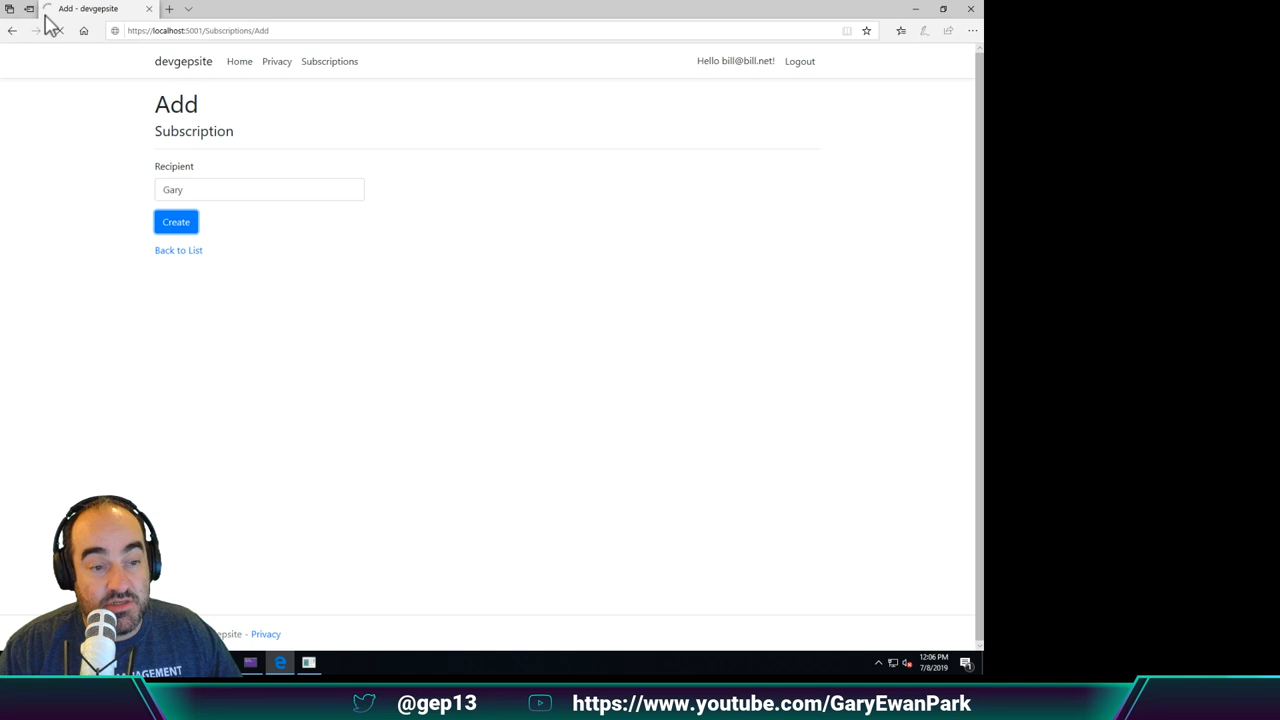 Add - devgepsite
https://localhost:5001/Subscriptions/Add
devgepsite Home Privacy Subscriptions Hello bill@bill.net! Logout
Add
Subscription
Recipient
Gary
Create
Back to List
epsite - Privacy
MANAGEMENT
12:06 PM
7/8/2019
1
@gep13 https://www.youtube.com/GaryEwanPark